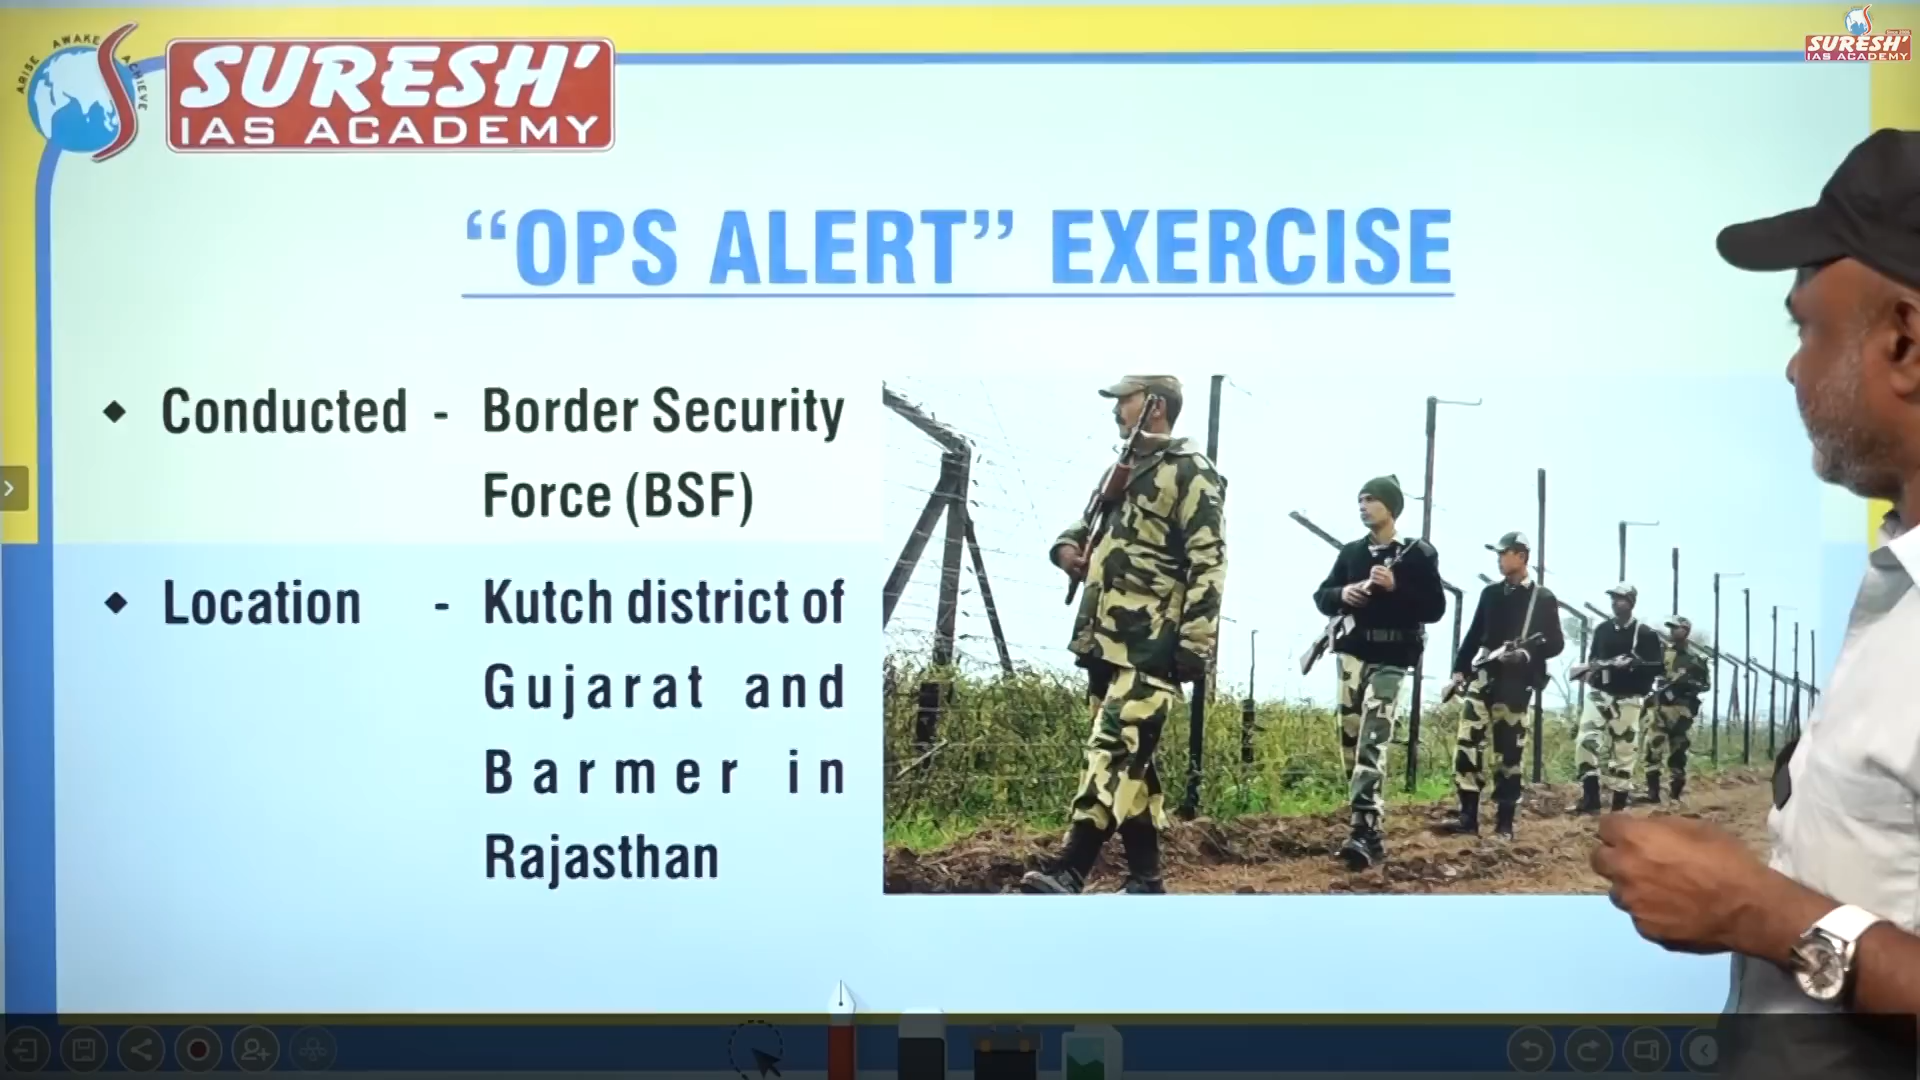 ARISE AWAKE ACHIEVE
SURESH'
IAS ACADEMY
SURESH'
IAS ACADEMY
“OPS ALERT” EXERCISE
Conducted - Border Security
Force (BSF)
Location - Kutch district of
Gujarat and
Barmer in
Rajasthan